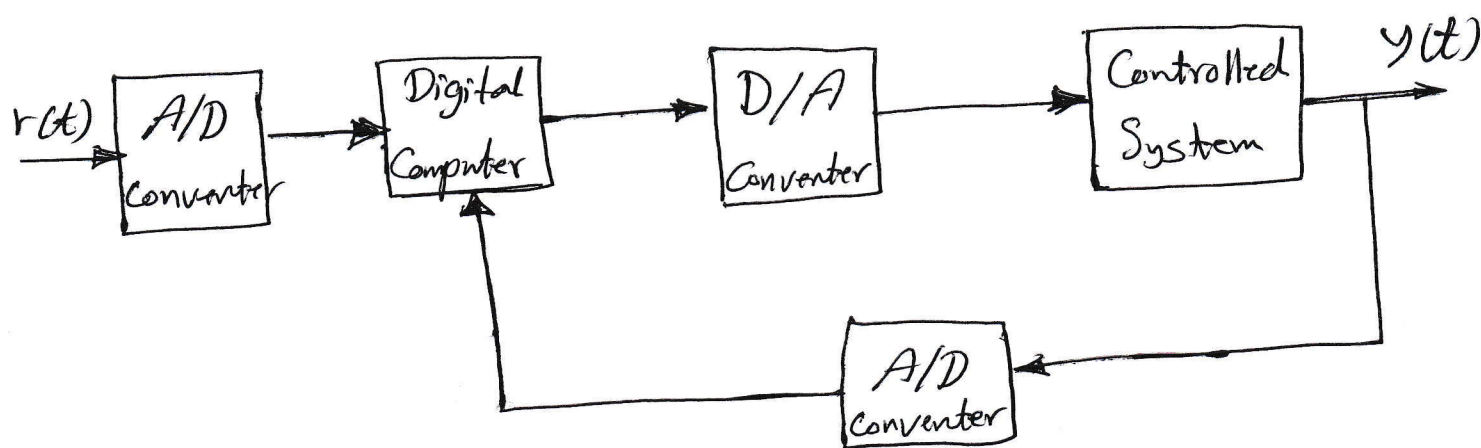 r(t)
A/D
Converter
Digital
Computer
D/A
Converter
Controlled
System
y(t)
A/D
Converter